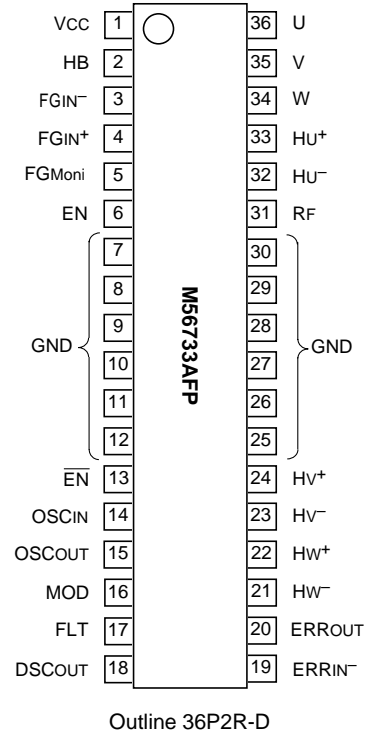 VCC 1 36 U
HB 2 35 V
FGIN− 3 34 W
FGIN+ 4 33 HU+
FGMoni 5 32 HU−
EN 6 31 RF
7 30
8 29
9 28
GND 10 27 GND
11 26
12 25
E̅N̅ 13 24 HV+
OSCIN 14 23 HV−
OSCOUT 15 22 HW+
MOD 16 21 HW−
FLT 17 20 ERROUT
DSCOUT 18 19 ERRIN−
M56733AFP
Outline 36P2R-D